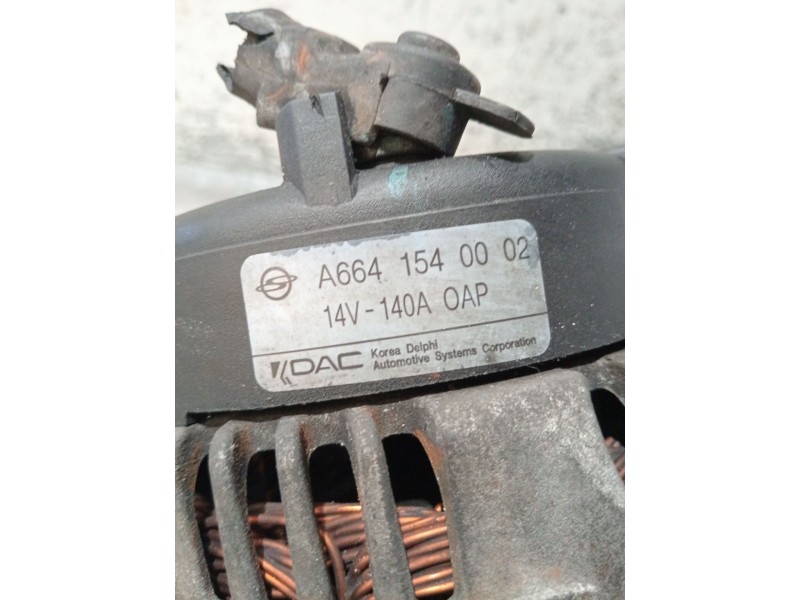 A664 154 00 02
14V-140A OAP
KDAC Korea Delphi
Automotive Systems Corporation